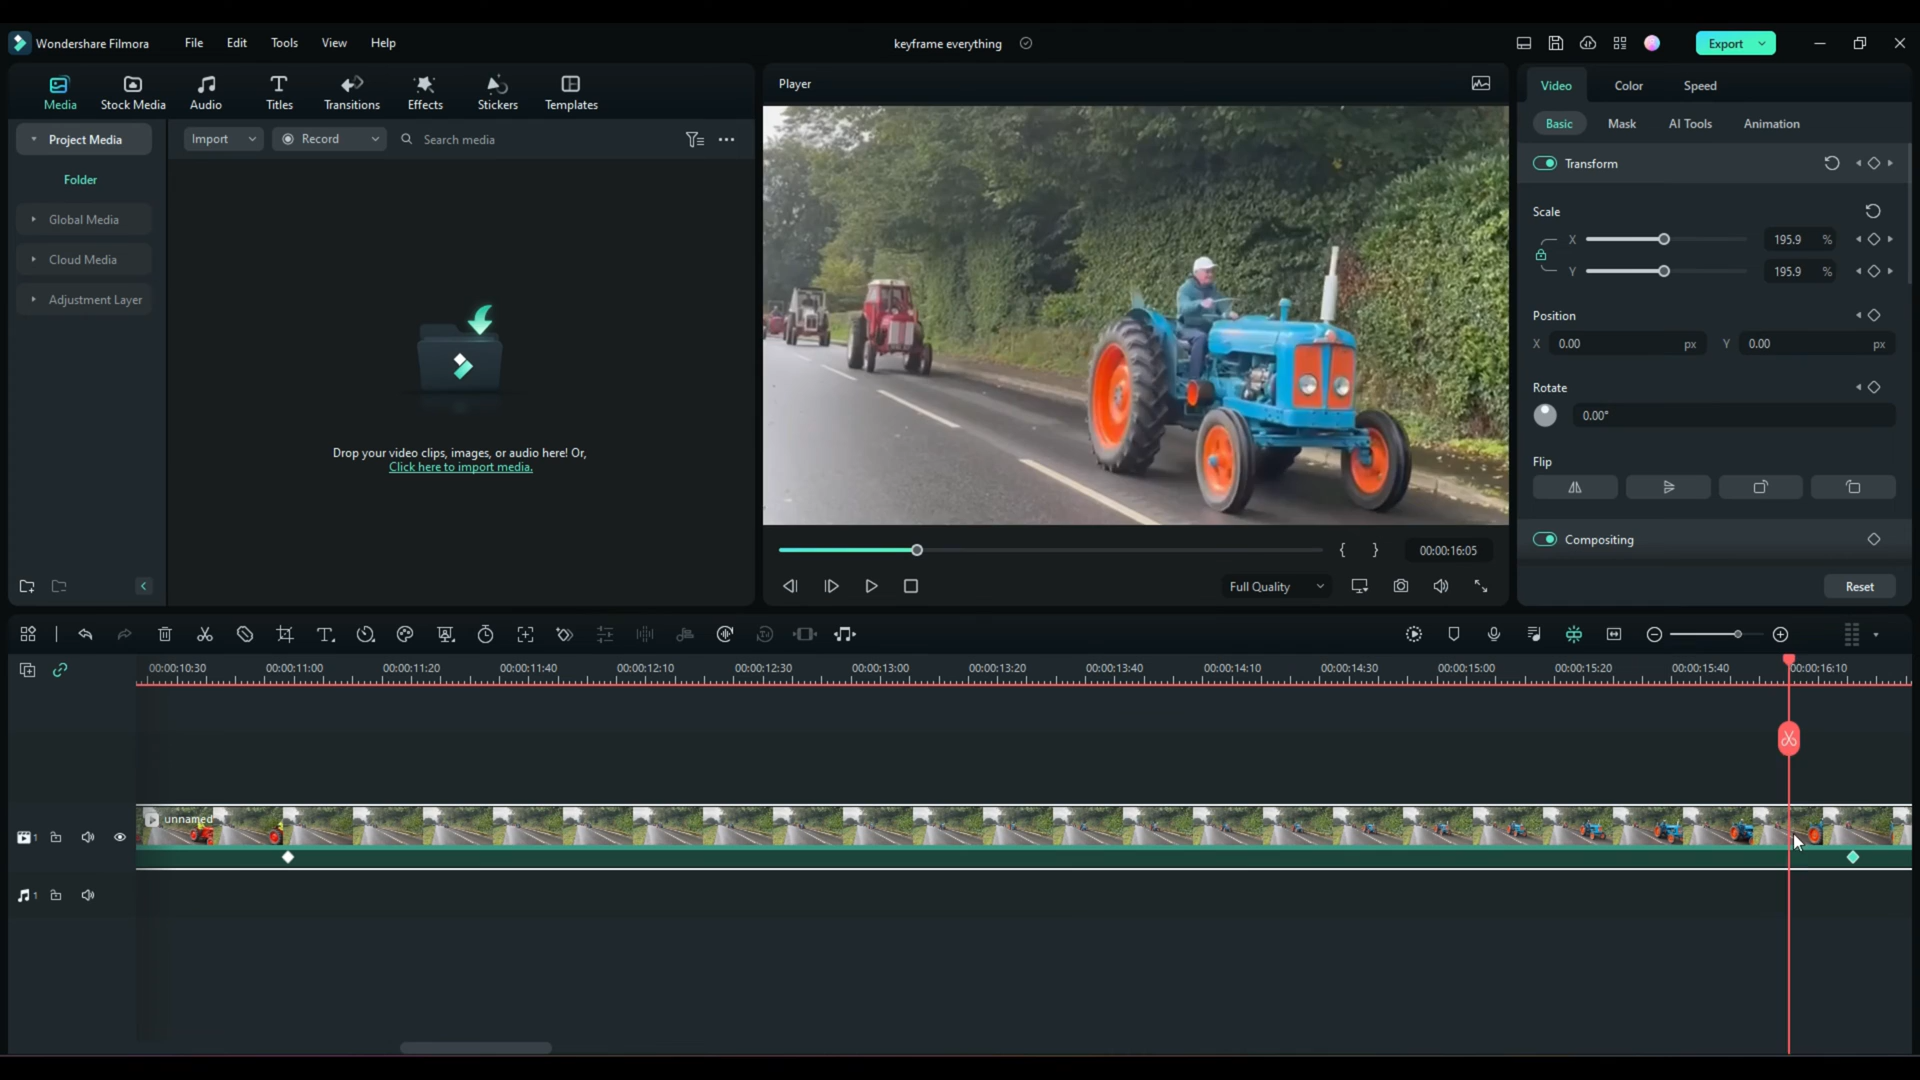 Wondershare Filmora File Edit Tools View Help keyframe everything Export
Media Stock Media Audio Titles Transitions Effects Stickers Templates
Player
Video Color Speed
Project Media
Import Record Search media
Basic Mask AI Tools Animation
Folder
Global Media
Cloud Media
Adjustment Layer
Drop your video clips, images, or audio here! Or,
Click here to import media.
Transform
Scale
X 195.9 %
Y 195.9 %
Position
X 0.00 px Y 0.00 px
Rotate
0.00°
Flip
Compositing
00:00:16:05
Full Quality
Reset
00:00:10:30 00:00:11:00 00:00:11:20 00:00:11:40 00:00:12:10 00:00:12:30 00:00:13:00 00:00:13:20 00:00:13:40 00:00:14:10 00:00:14:30 00:00:15:00 00:00:15:20 00:00:15:40 00:00:16:10
unnamed
1
1